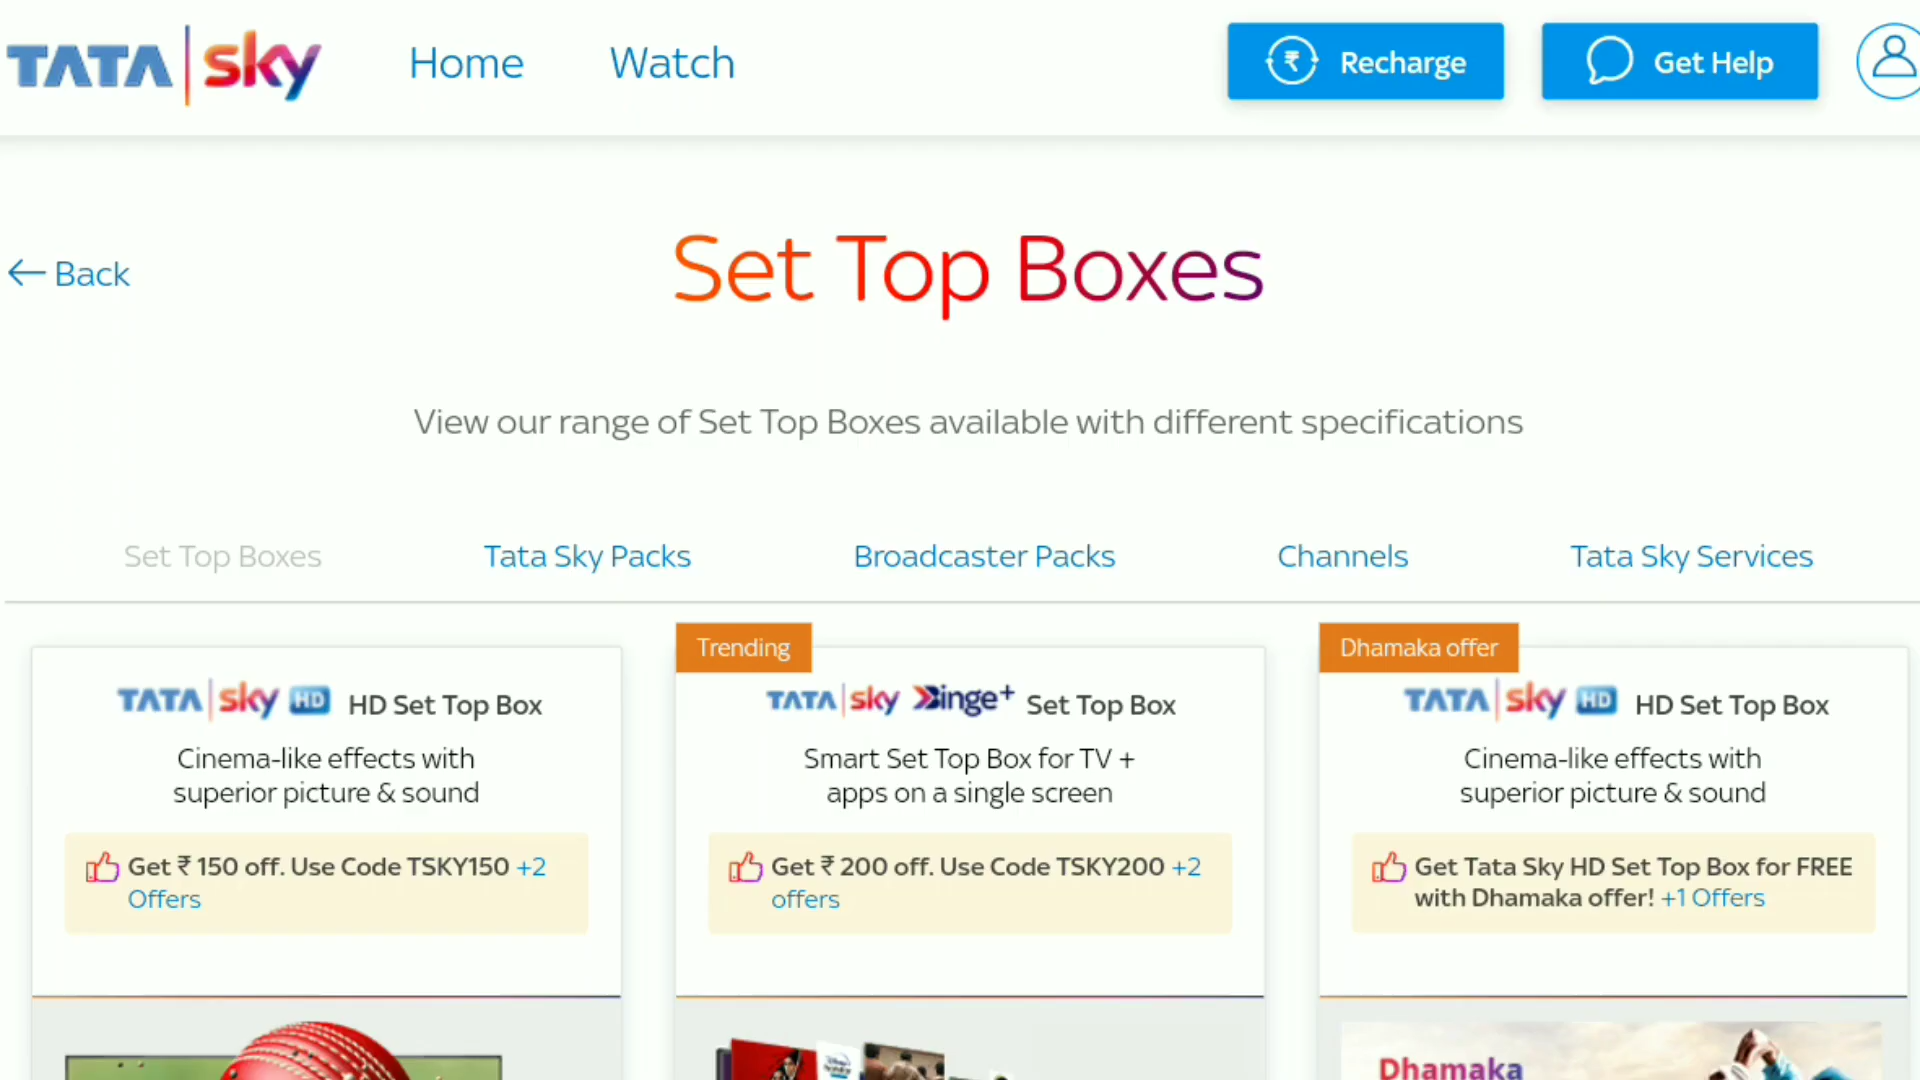 TATA sky Home Watch Recharge Get Help
Back
Set Top Boxes
View our range of Set Top Boxes available with different specifications
Set Top Boxes Tata Sky Packs Broadcaster Packs Channels Tata Sky Services
TATA sky HD HD Set Top Box
Cinema-like effects with
superior picture & sound
Get ₹ 150 off. Use Code TSKY150 +2
Offers
Trending
TATA sky Binge+ Set Top Box
Smart Set Top Box for TV +
apps on a single screen
Get ₹ 200 off. Use Code TSKY200 +2
offers
Dhamaka offer
TATA sky HD HD Set Top Box
Cinema-like effects with
superior picture & sound
Get Tata Sky HD Set Top Box for FREE
with Dhamaka offer! +1 Offers
Dhamaka